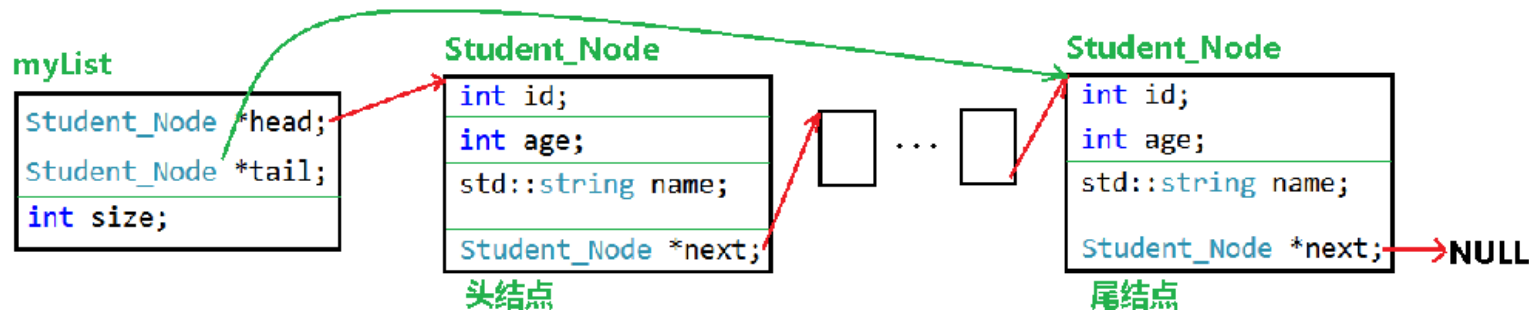 myList
Student_Node *head;
Student_Node *tail;
int size;
Student_Node
int id;
int age;
std::string name;
Student_Node *next;
头结点
...
Student_Node
int id;
int age;
std::string name;
Student_Node *next;
尾结点
NULL